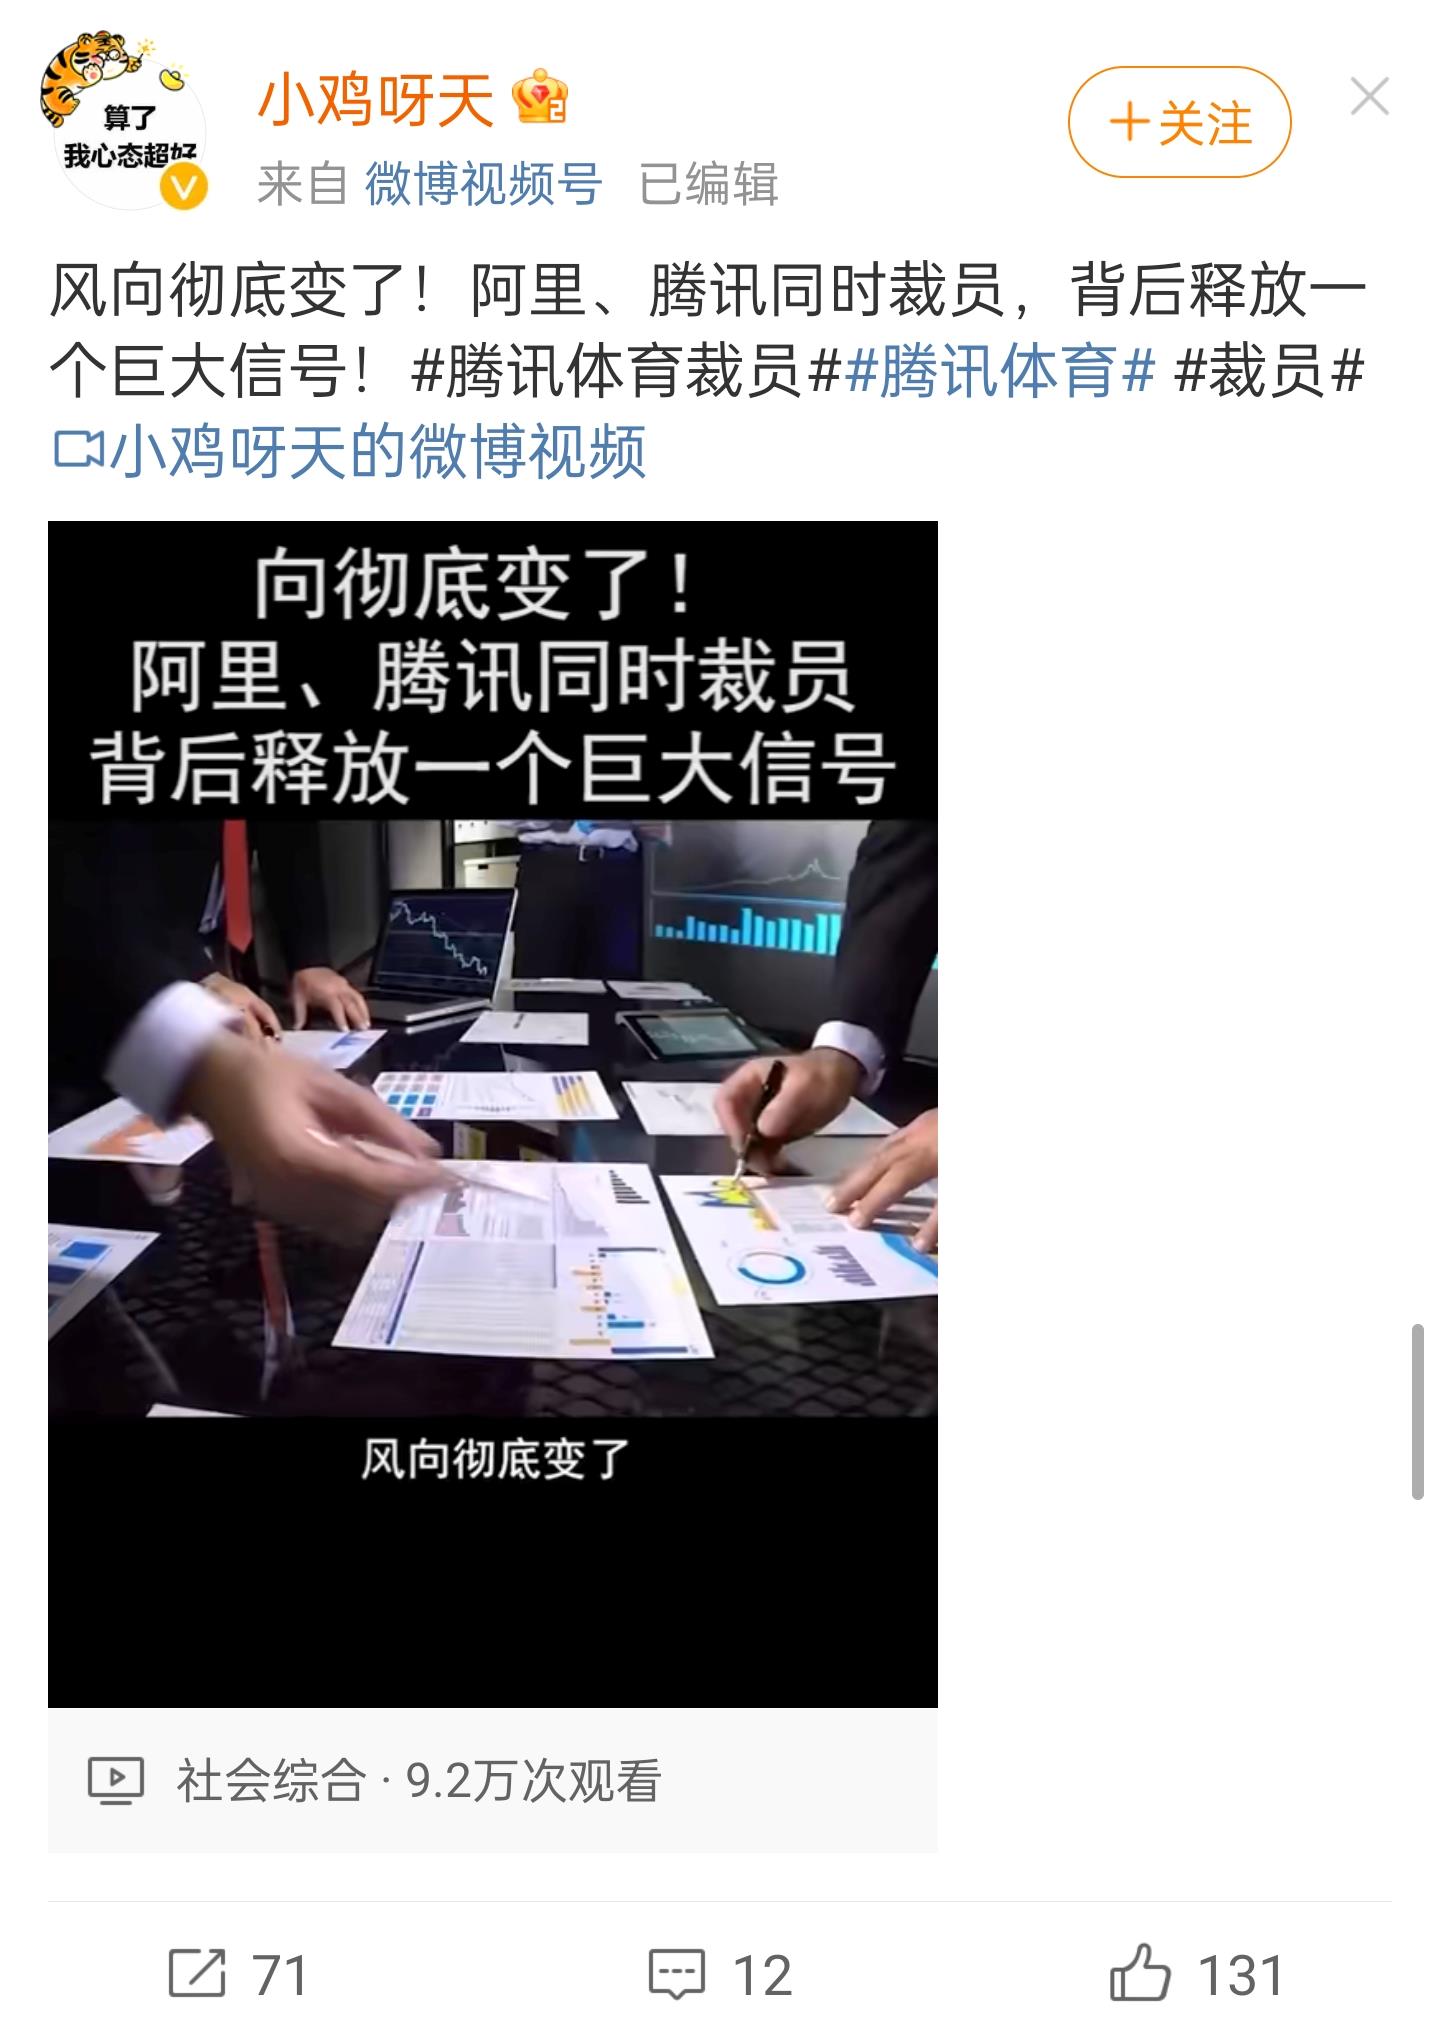 算了
我心态超好
小鸡呀天
2
来自 微博视频号 已编辑
+关注
风向彻底变了！阿里、腾讯同时裁员，背后释放一
个巨大信号！#腾讯体育裁员##腾讯体育# #裁员#
小鸡呀天的微博视频
向彻底变了！
阿里、腾讯同时裁员
背后释放一个巨大信号
风向彻底变了
社会综合 · 9.2万次观看
71
12
131